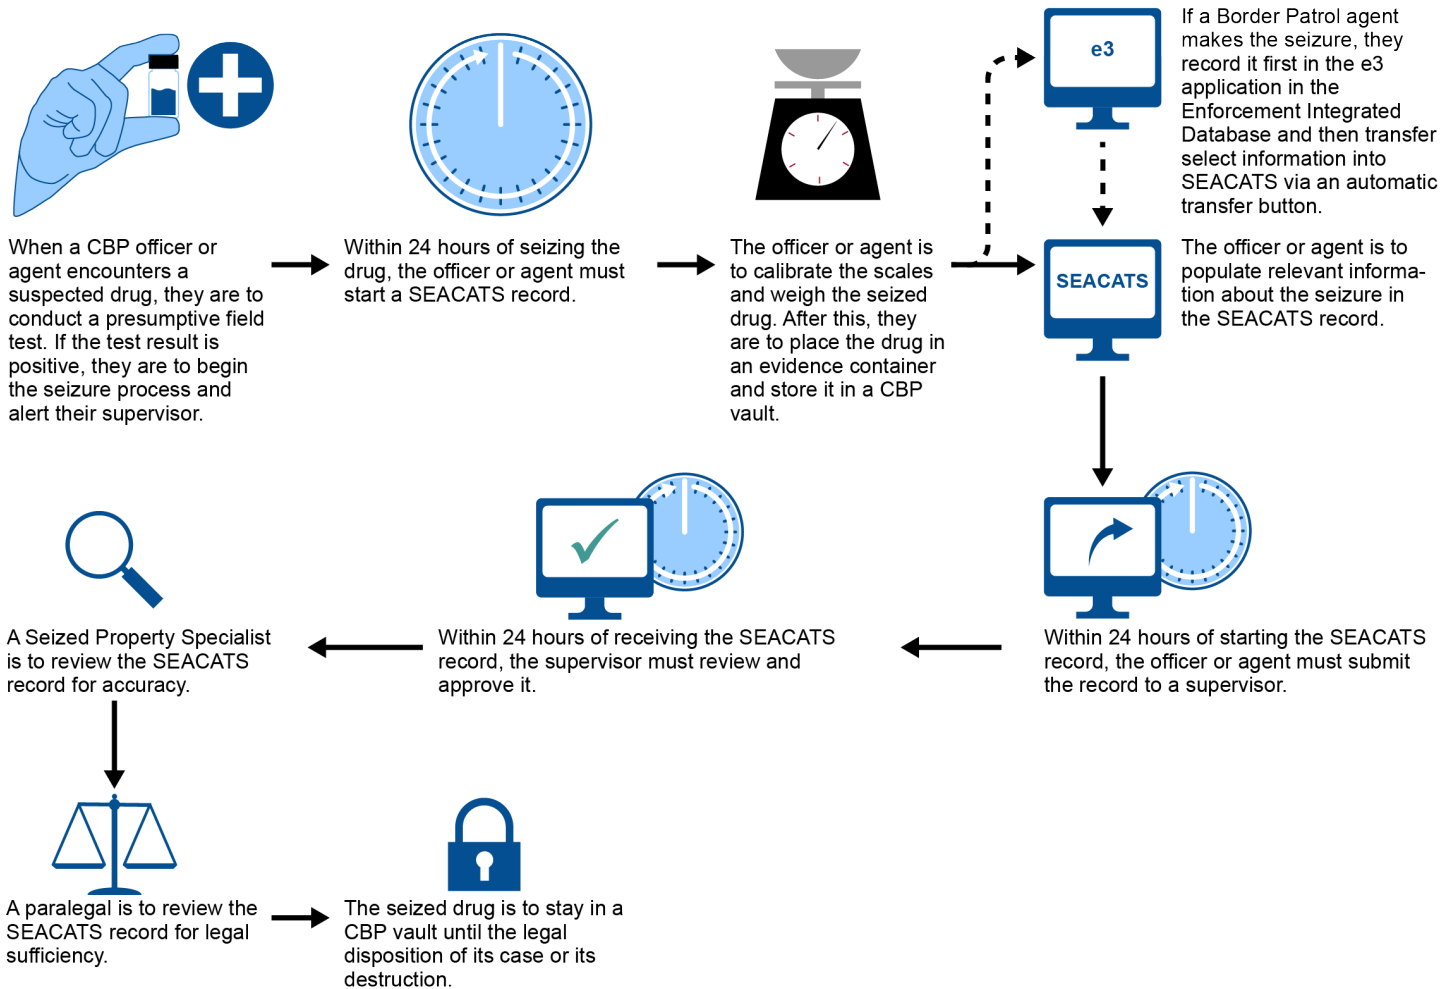 When a CBP officer or
agent encounters a
suspected drug, they are to
conduct a presumptive field
test. If the test result is
positive, they are to begin
the seizure process and
alert their supervisor.
Within 24 hours of seizing the
drug, the officer or agent must
start a SEACATS record.
The officer or agent is
to calibrate the scales
and weigh the seized
drug. After this, they
are to place the drug in
an evidence container
and store it in a CBP
vault.
e3
If a Border Patrol agent
makes the seizure, they
record it first in the e3
application in the
Enforcement Integrated
Database and then transfer
select information into
SEACATS via an automatic
transfer button.
SEACATS
The officer or agent is to
populate relevant informa-
tion about the seizure in
the SEACATS record.
Within 24 hours of starting the SEACATS
record, the officer or agent must submit
the record to a supervisor.
Within 24 hours of receiving the SEACATS
record, the supervisor must review and
approve it.
A Seized Property Specialist
is to review the SEACATS
record for accuracy.
A paralegal is to review the
SEACATS record for legal
sufficiency.
The seized drug is to stay in a
CBP vault until the legal
disposition of its case or its
destruction.